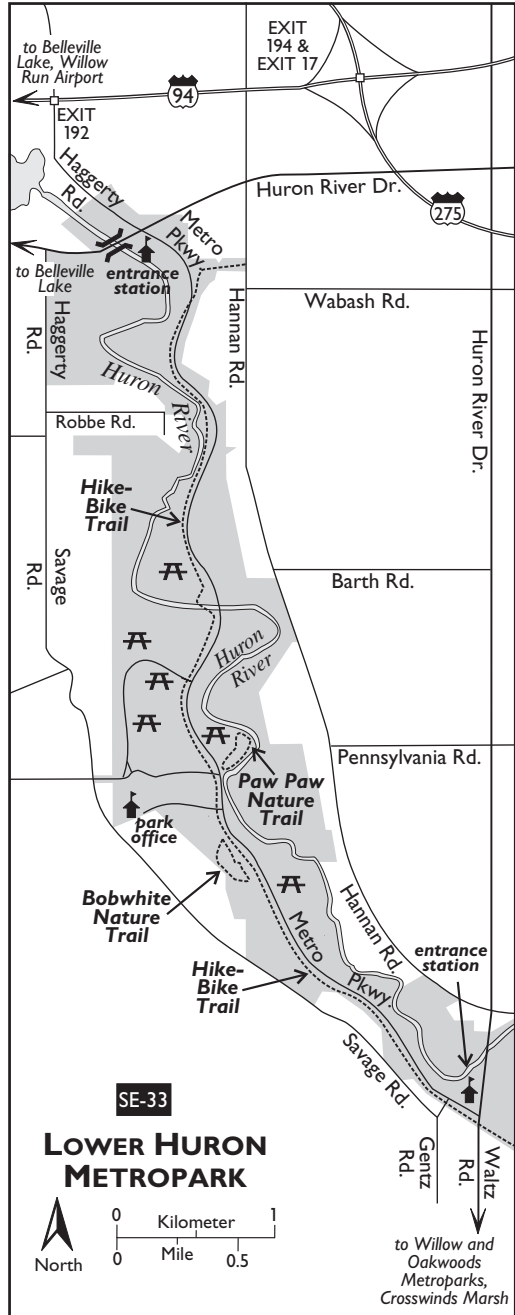 to Belleville
Lake, Willow
Run Airport
EXIT
194 &
EXIT 17
94
EXIT
192
Haggerty
Rd.
Metro
Pkwy
Huron River Dr.
275
to Belleville
Lake
entrance
station
Haggerty
Rd.
Hannan Rd.
Wabash Rd.
Huron River Dr.
Huron
River
Robbe Rd.
Hike-
Bike
Trail
Savage
Rd.
Barth Rd.
Huron
River
Pennsylvania Rd.
Paw Paw
Nature
Trail
park
office
Bobwhite
Nature
Trail
Metro
Pkwy.
Hannan Rd.
entrance
station
Hike-
Bike
Trail
Savage Rd.
Gentz
Rd.
Waltz
Rd.
SE-33
LOWER HURON
METROPARK
0 1
Kilometer
0 0.5
Mile
North
to Willow and
Oakwoods
Metroparks,
Crosswinds Marsh